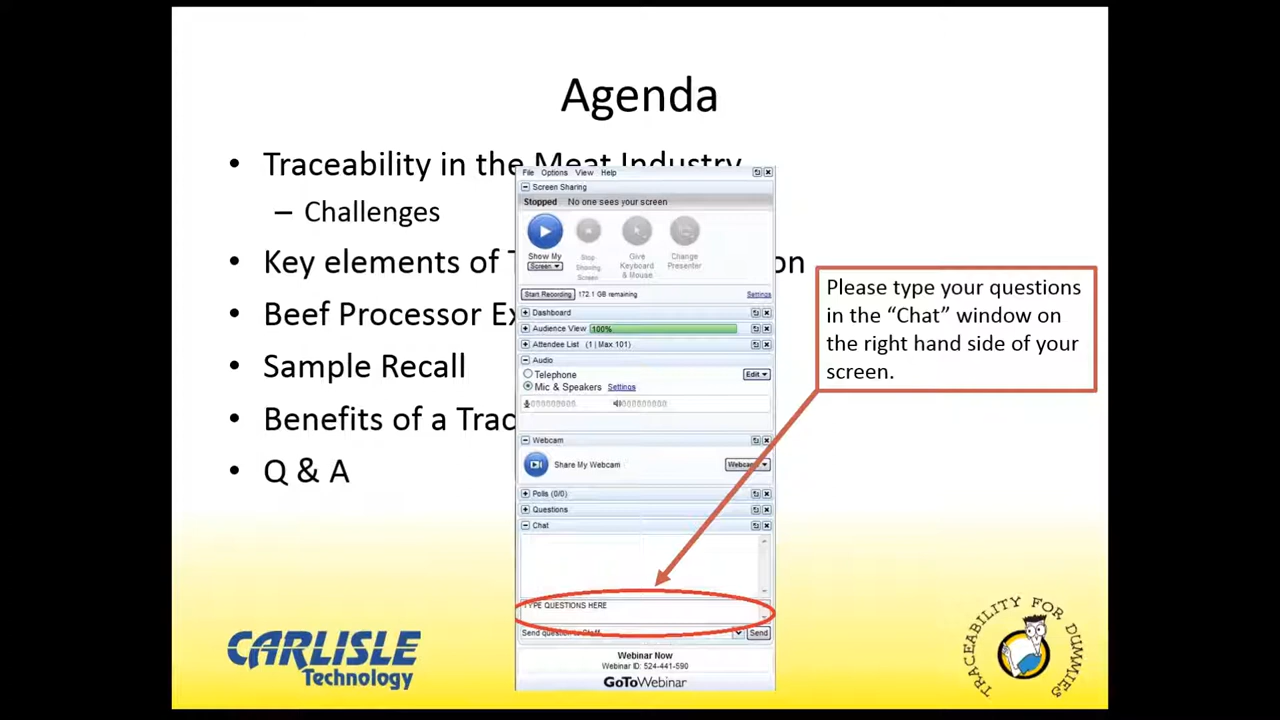 Agenda
• Traceability in the Meat Industry
– Challenges
• Key elements of T on
• Beef Processor Ex
• Sample Recall
• Benefits of a Trac
• Q & A
File Options View Help
Screen Sharing
Stopped No one sees your screen
Show My
Screen
Stop
Showing
Screen
Give
Keyboard
& Mouse
Change
Presenter
Start Recording 172.1 GB remaining Settings
Dashboard
Audience View 100%
Attendee List (1 | Max 101)
Audio
Telephone Edit
Mic & Speakers Settings
Webcam
Share My Webcam Webcam
Polls (0/0)
Questions
Chat
TYPE QUESTIONS HERE
Send question to Staff
Send
Webinar Now
Webinar ID: 524-441-590
GoToWebinar
Please type your questions
in the “Chat” window on
the right hand side of your
screen.
CARLISLE
Technology
TRACEABILITY FOR DUMMIES